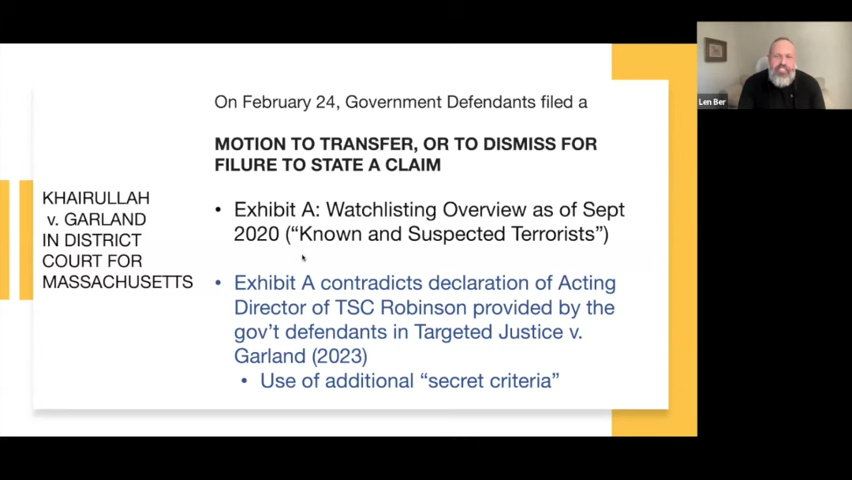 On February 24, Government Defendants filed a
MOTION TO TRANSFER, OR TO DISMISS FOR
FILURE TO STATE A CLAIM
KHAIRULLAH
v. GARLAND
IN DISTRICT
COURT FOR
MASSACHUSETTS
• Exhibit A: Watchlisting Overview as of Sept
2020 (“Known and Suspected Terrorists”)
• Exhibit A contradicts declaration of Acting
Director of TSC Robinson provided by the
gov’t defendants in Targeted Justice v.
Garland (2023)
• Use of additional “secret criteria”
Len Ber